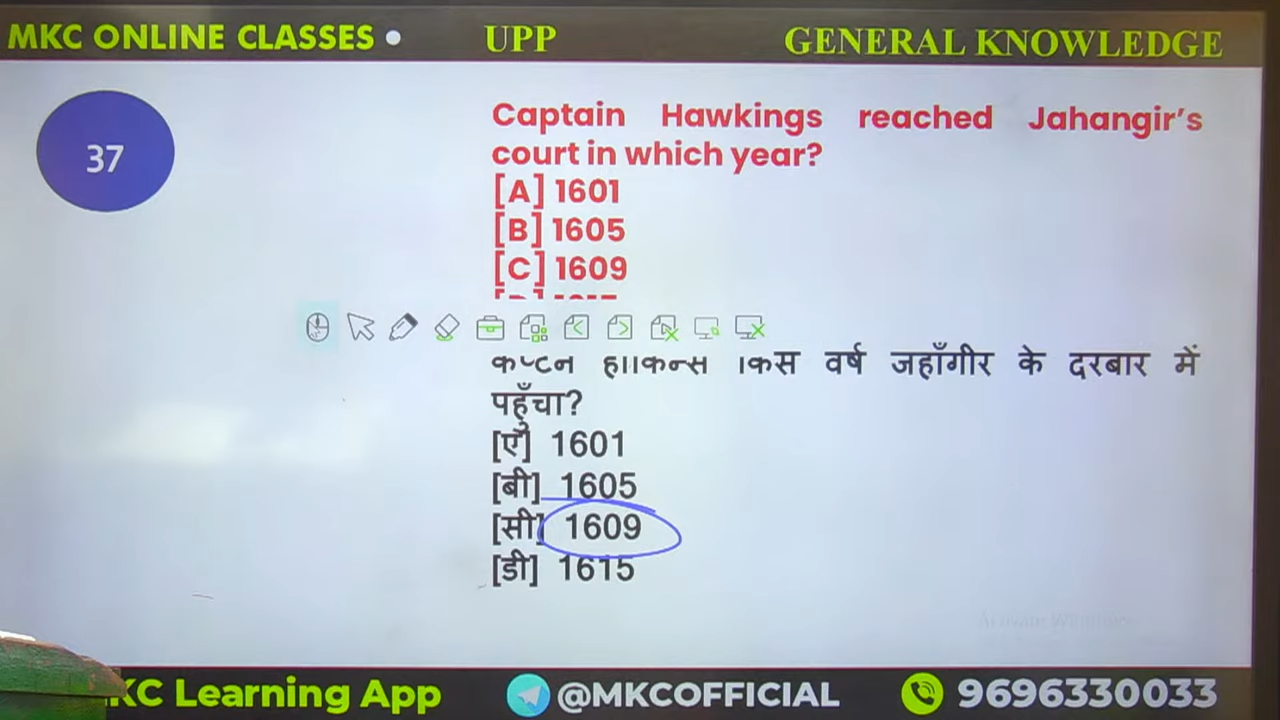 MKC ONLINE CLASSES • UPP GENERAL KNOWLEDGE
37
Captain Hawkings reached Jahangir's
court in which year?
[A] 1601
[B] 1605
[C] 1609
किस वर्ष जहाँगीर के दरबार में
पहुँचा?
[ए] 1601
[बी] 1605
[सी] 1609
[डी] 1615
KC Learning App @MKCOFFICIAL 9696330033